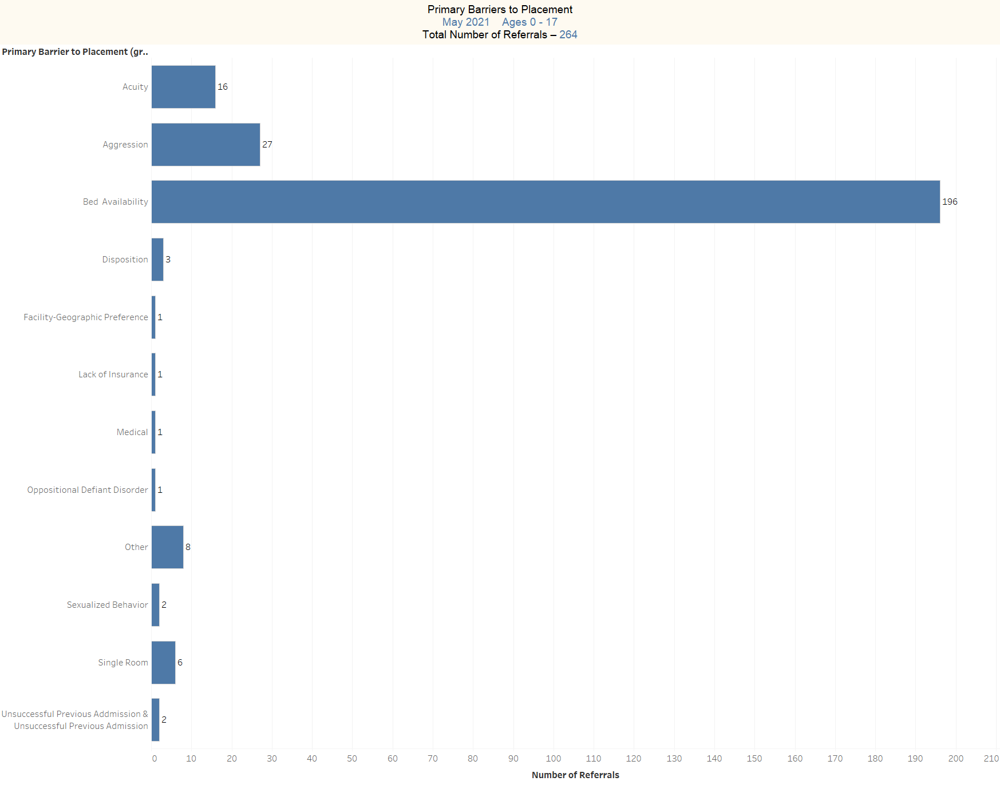 Primary Barriers to Placement
May 2021 Ages 0 - 17
Total Number of Referrals – 264
Primary Barrier to Placement (gr..
Acuity 16
Aggression 27
Bed Availability 196
Disposition 3
Facility-Geographic Preference 1
Lack of Insurance 1
Medical 1
Oppositional Defiant Disorder 1
Other 8
Sexualized Behavior 2
Single Room 6
Unsuccessful Previous Addmission &
Unsuccessful Previous Admission 2
0 10 20 30 40 50 60 70 80 90 100 110 120 130 140 150 160 170 180 190 200 210
Number of Referrals